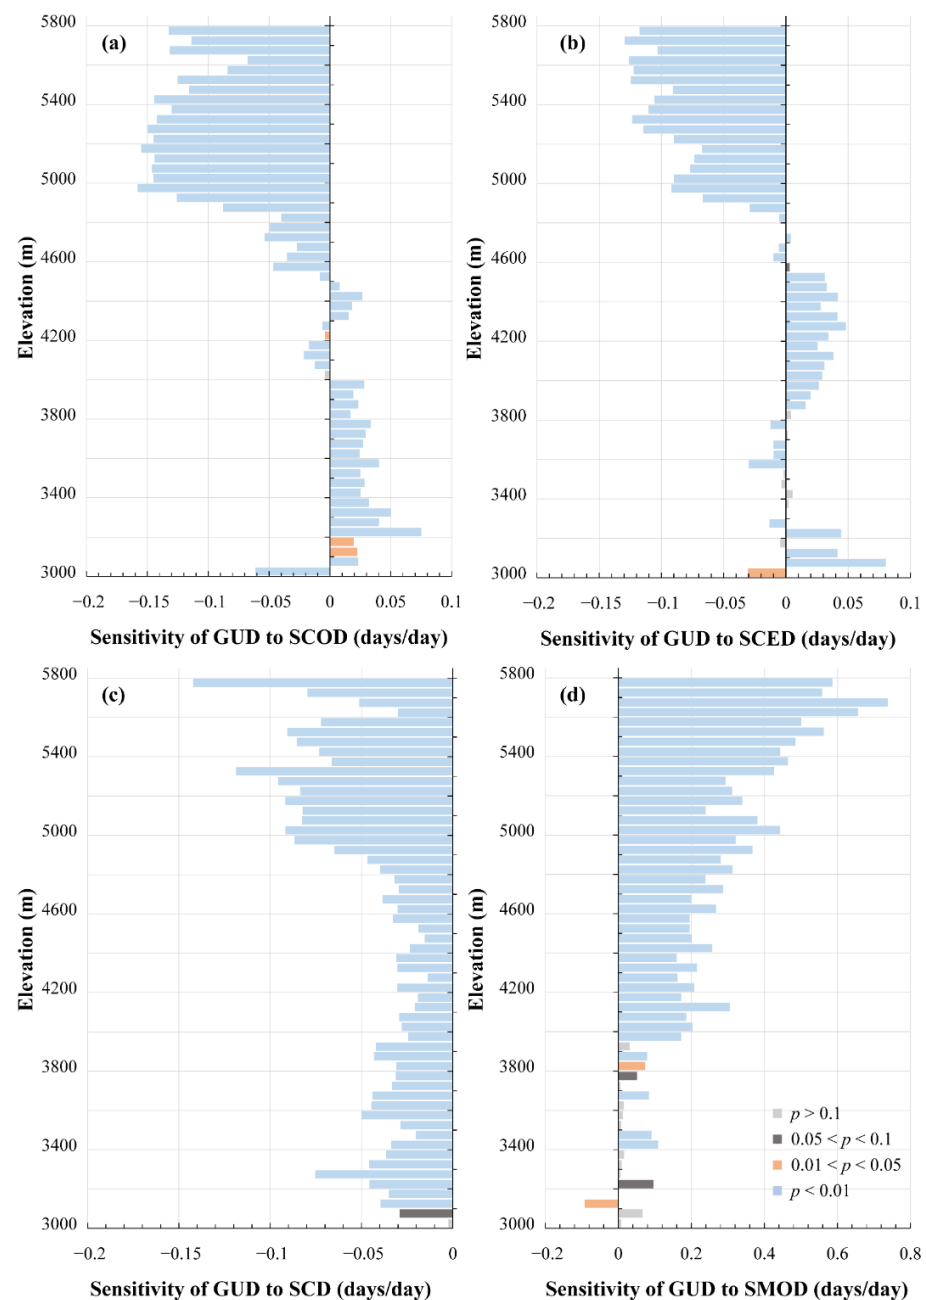 (a)
5800
5400
5000
4600
4200
3800
3400
3000
Elevation (m)
−0.2 −0.15 −0.1 −0.05 0 0.05 0.1
Sensitivity of GUD to SCOD (days/day)
(b)
5800
5400
5000
4600
4200
3800
3400
3000
Elevation (m)
−0.2 −0.15 −0.1 −0.05 0 0.05 0.1
Sensitivity of GUD to SCED (days/day)
(c)
5800
5400
5000
4600
4200
3800
3400
3000
Elevation (m)
−0.2 −0.15 −0.1 −0.05 0
Sensitivity of GUD to SCD (days/day)
(d)
5800
5400
5000
4600
4200
3800
3400
3000
Elevation (m)
p > 0.1
0.05 < p < 0.1
0.01 < p < 0.05
p < 0.01
−0.2 0 0.2 0.4 0.6 0.8
Sensitivity of GUD to SMOD (days/day)